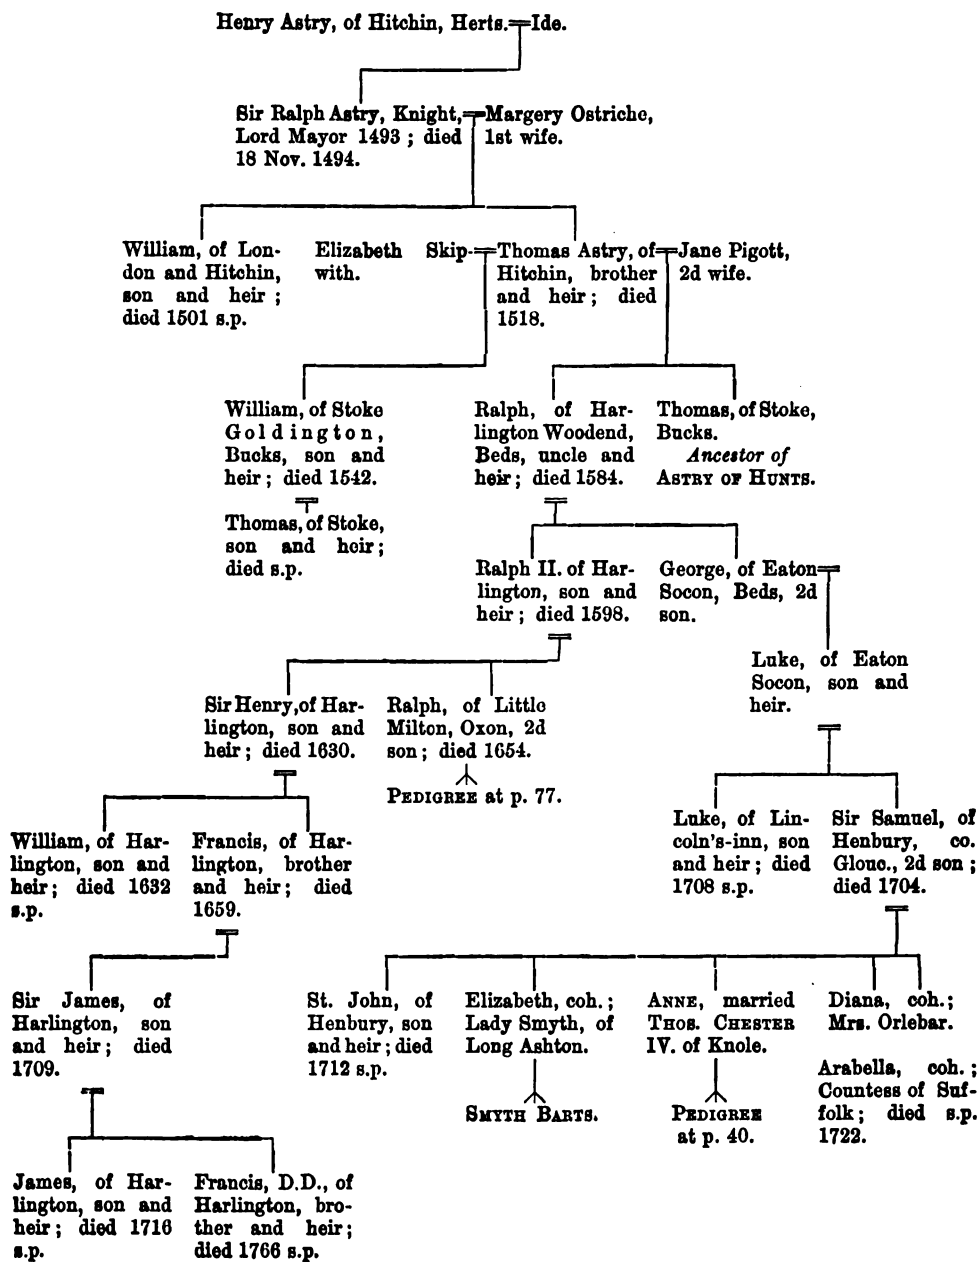 Henry Astry, of Hitchin, Herts.=Ide.
Sir Ralph Astry, Knight,=
Lord Mayor 1493 ; died
18 Nov. 1494.
Margery Ostriche,
1st wife.
William, of Lon-
don and Hitchin,
son and heir ;
died 1501 s.p.
Elizabeth Skip-=
with.
Thomas Astry, of=
Hitchin, brother
and heir ; died
1518.
Jane Pigott,
2d wife.
William, of Stoke
Goldington,
Bucks, son and
heir ; died 1542.
Ralph, of Har-
lington Woodend,
Beds, uncle and
heir ; died 1584.
Thomas, of Stoke,
Bucks.
Ancestor of
ASTRY OF HUNTS.
Thomas, of Stoke,
son and heir ;
died s.p.
Ralph II. of Har-
lington, son and
heir ; died 1598.
George, of Eaton=
Socon, Beds, 2d
son.
Luke, of Eaton
Socon, son and
heir.
Sir Henry, of Har-
lington, son and
heir ; died 1630.
Ralph, of Little
Milton, Oxon, 2d
son ; died 1654.
PEDIGREE at p. 77.
William, of Har-
lington, son and
heir ; died 1632
s.p.
Francis, of Har-
lington, brother
and heir ; died
1659.
Luke, of Lin-
coln's-inn, son
and heir ; died
1708 s.p.
Sir Samuel, of
Henbury, co.
Glouc., 2d son ;
died 1704.
Sir James, of
Harlington, son
and heir ; died
1709.
St. John, of
Henbury, son
and heir ; died
1712 s.p.
Elizabeth, coh. ;
Lady Smyth, of
Long Ashton.
SMYTH BARTS.
ANNE, married
THOS. CHESTER
IV. of Knole.
PEDIGREE
at p. 40.
Diana, coh. ;
Mrs. Orlebar.
Arabella, coh. ;
Countess of Suf-
folk ; died s.p.
1722.
James, of Har-
lington, son and
heir ; died 1716
s.p.
Francis, D.D., of
Harlington, bro-
ther and heir ;
died 1766 s.p.